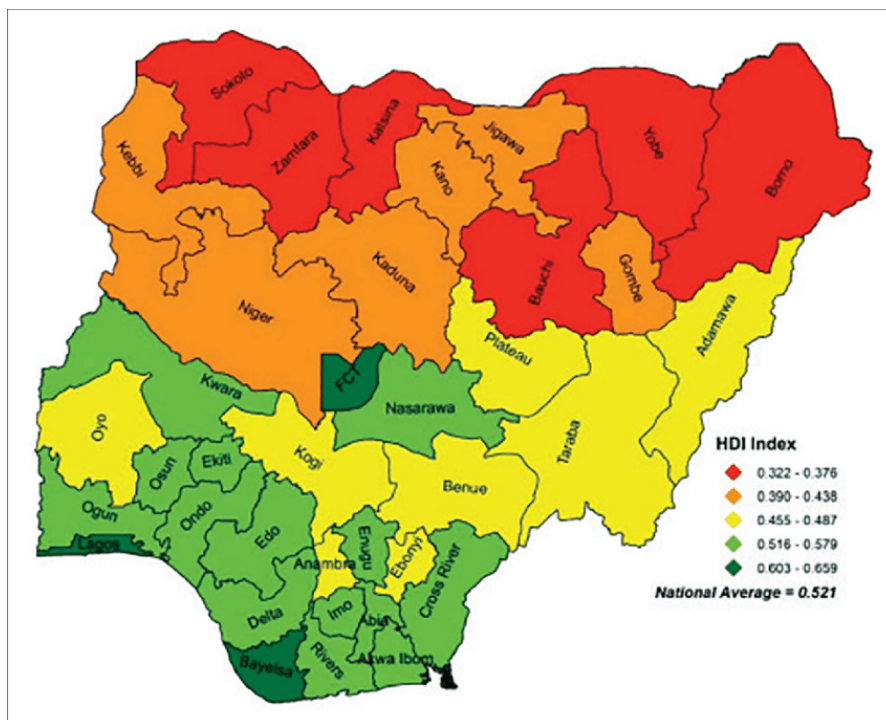 Sokoto
Zamfara
Katsina
Kebbi
Kano
Jigawa
Yobe
Borno
Bauchi
Gombe
Kaduna
Niger
Adamawa
Plateau
FCT
Kwara
Nasarawa
Taraba
Oyo
Kogi
Benue
Osun
Ekiti
Ogun
Ondo
Edo
Lagos
Enugu
Anambra
Ebonyi
Cross River
Delta
Imo
Abia
Rivers
Akwa Ibom
Bayelsa
HDI Index
0.322 - 0.376
0.390 - 0.438
0.455 - 0.487
0.516 - 0.579
0.603 - 0.659
National Average = 0.521